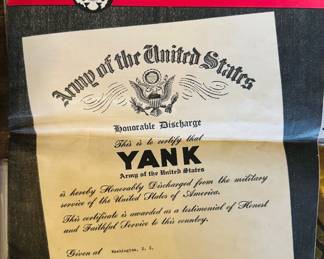 Army of the United States
Honorable Discharge
This is to certify that
YANK
Army of the United States
is hereby Honorably Discharged from the military
service of the United States of America.
This certificate is awarded as a testimonial of Honest
and Faithful Service to this country.
Given at Washington, D. C.